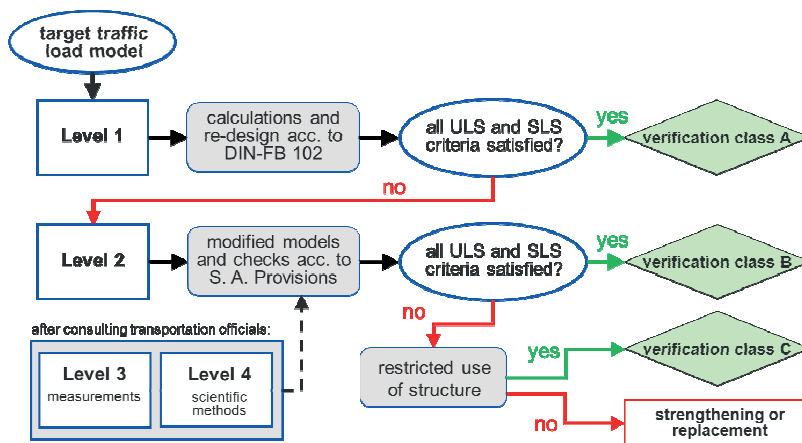 target traffic
load model
Level 1
calculations and
re-design acc. to
DIN-FB 102
all ULS and SLS
criteria satisfied?
yes
verification class A
no
Level 2
modified models
and checks acc. to
S. A. Provisions
all ULS and SLS
criteria satisfied?
yes
verification class B
no
after consulting transportation officials:
Level 3
measurements
Level 4
scientific
methods
restricted use
of structure
yes
verification class C
no
strengthening or
replacement